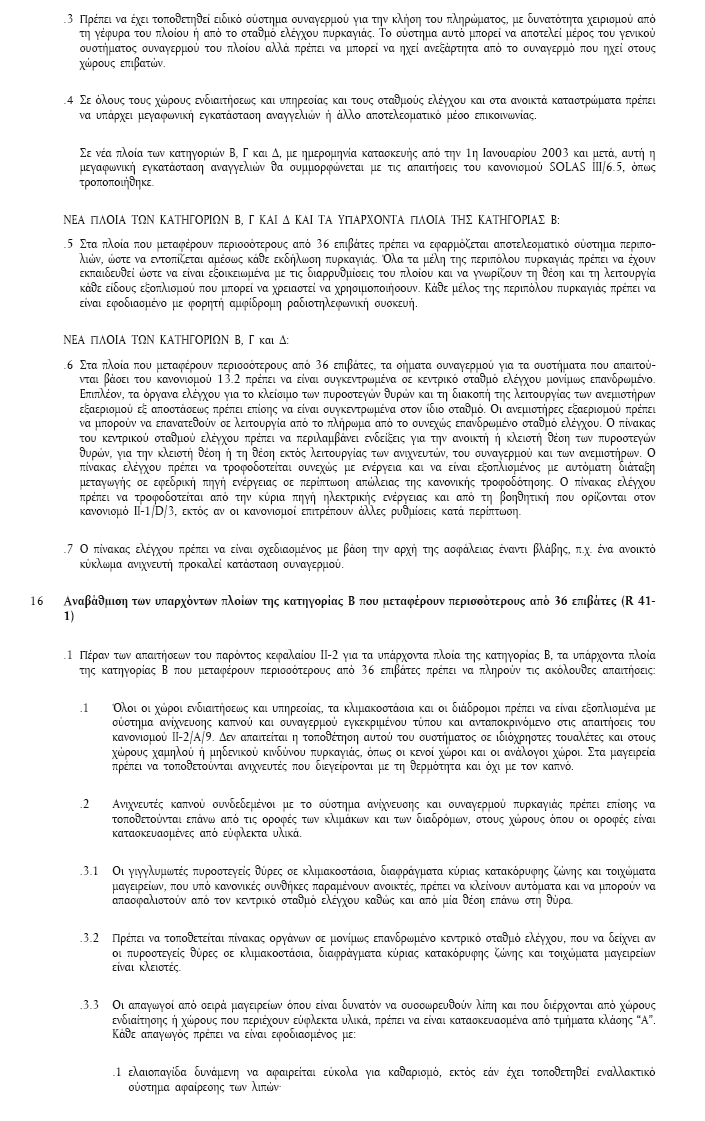 .3 Πρέπει να έχει τοποθετηθεί ειδικό σύστημα συναγερμού για την κλήση του πληρώματος, με δυνατότητα χειρισμού από
τη γέφυρα του πλοίου ή από το σταθμό ελέγχου πυρκαγιάς. Το σύστημα αυτό μπορεί να αποτελεί μέρος του γενικού
συστήματος συναγερμού του πλοίου αλλά πρέπει να μπορεί να ηχεί ανεξάρτητα από το συναγερμό που ηχεί στους
χώρους επιβατών.
.4 Σε όλους τους χώρους ενδιαιτήσεως και υπηρεσίας και τους σταθμούς ελέγχου και στα ανοικτά καταστρώματα πρέπει
να υπάρχει μεγαφωνική εγκατάσταση αναγγελιών ή άλλο αποτελεσματικό μέσο επικοινωνίας.
Σε νέα πλοία των κατηγοριών Β, Γ και Δ, με ημερομηνία κατασκευής από την 1η Ιανουαρίου 2003 και μετά, αυτή η
μεγαφωνική εγκατάσταση αναγγελιών θα συμμορφώνεται με τις απαιτήσεις του κανονισμού SOLAS III/6.5, όπως
τροποποιήθηκε.
ΝΕΑ ΠΛΟΙΑ ΤΩΝ ΚΑΤΗΓΟΡΙΩΝ Β, Γ ΚΑΙ Δ ΚΑΙ ΤΑ ΥΠΑΡΧΟΝΤΑ ΠΛΟΙΑ ΤΗΣ ΚΑΤΗΓΟΡΙΑΣ Β:
.5 Στα πλοία που μεταφέρουν περισσότερους από 36 επιβάτες πρέπει να εφαρμόζεται αποτελεσματικό σύστημα περιπο-
λιών, ώστε να εντοπίζεται αμέσως κάθε εκδήλωση πυρκαγιάς. Όλα τα μέλη της περιπόλου πυρκαγιάς πρέπει να έχουν
εκπαιδευθεί ώστε να είναι εξοικειωμένα με τις διαρρυθμίσεις του πλοίου και να γνωρίζουν τη θέση και τη λειτουργία
κάθε είδους εξοπλισμού που μπορεί να χρειαστεί να χρησιμοποιήσουν. Κάθε μέλος της περιπόλου πυρκαγιάς πρέπει να
είναι εφοδιασμένο με φορητή αμφίδρομη ραδιοτηλεφωνική συσκευή.
ΝΕΑ ΠΛΟΙΑ ΤΩΝ ΚΑΤΗΓΟΡΙΩΝ Β, Γ και Δ:
.6 Στα πλοία που μεταφέρουν περισσότερους από 36 επιβάτες, τα σήματα συναγερμού για τα συστήματα που απαιτού-
νται βάσει του κανονισμού 13.2 πρέπει να είναι συγκεντρωμένα σε κεντρικό σταθμό ελέγχου μονίμως επανδρωμένο.
Επιπλέον, τα όργανα ελέγχου για το κλείσιμο των πυροστεγών θυρών και τη διακοπή της λειτουργίας των ανεμιστήρων
εξαερισμού εξ αποστάσεως πρέπει επίσης να είναι συγκεντρωμένα στον ίδιο σταθμό. Οι ανεμιστήρες εξαερισμού πρέπει
να μπορούν να επανατεθούν σε λειτουργία από το πλήρωμα από το συνεχώς επανδρωμένο σταθμό ελέγχου. Ο πίνακας
του κεντρικού σταθμού ελέγχου πρέπει να περιλαμβάνει ενδείξεις για την ανοικτή ή κλειστή θέση των πυροστεγών
θυρών, για την κλειστή θέση ή τη θέση εκτός λειτουργίας των ανιχνευτών, του συναγερμού και των ανεμιστήρων. Ο
πίνακας ελέγχου πρέπει να τροφοδοτείται συνεχώς με ενέργεια και να είναι εξοπλισμένος με αυτόματη διάταξη
μεταγωγής σε εφεδρική πηγή ενέργειας σε περίπτωση απώλειας της κανονικής τροφοδότησης. Ο πίνακας ελέγχου
πρέπει να τροφοδοτείται από την κύρια πηγή ηλεκτρικής ενέργειας και από τη βοηθητική που ορίζονται στον
κανονισμό II-1/D/3, εκτός αν οι κανονισμοί επιτρέπουν άλλες ρυθμίσεις κατά περίπτωση.
.7 Ο πίνακας ελέγχου πρέπει να είναι σχεδιασμένος με βάση την αρχή της ασφάλειας έναντι βλάβης, π.χ. ένα ανοικτό
κύκλωμα ανιχνευτή προκαλεί κατάσταση συναγερμού.
16 Αναβάθμιση των υπαρχόντων πλοίων της κατηγορίας Β που μεταφέρουν περισσότερους από 36 επιβάτες (R 41-
1)
.1 Πέραν των απαιτήσεων του παρόντος κεφαλαίου II-2 για τα υπάρχοντα πλοία της κατηγορίας Β, τα υπάρχοντα πλοία
της κατηγορίας Β που μεταφέρουν περισσότερους από 36 επιβάτες πρέπει να πληρούν τις ακόλουθες απαιτήσεις:
.1 Όλοι οι χώροι ενδιαιτήσεως και υπηρεσίας, τα κλιμακοστάσια και οι διάδρομοι πρέπει να είναι εξοπλισμένα με
σύστημα ανίχνευσης καπνού και συναγερμού εγκεκριμένου τύπου και ανταποκρινόμενο στις απαιτήσεις του
κανονισμού II-2/A/9. Δεν απαιτείται η τοποθέτηση αυτού του συστήματος σε ιδιόχρηστες τουαλέτες και στους
χώρους χαμηλού ή μηδενικού κινδύνου πυρκαγιάς, όπως οι κενοί χώροι και οι ανάλογοι χώροι. Στα μαγειρεία
πρέπει να τοποθετούνται ανιχνευτές που διεγείρονται με τη θερμότητα και όχι με τον καπνό.
.2 Ανιχνευτές καπνού συνδεδεμένοι με το σύστημα ανίχνευσης και συναγερμού πυρκαγιάς πρέπει επίσης να
τοποθετούνται επάνω από τις οροφές των κλιμάκων και των διαδρόμων, στους χώρους όπου οι οροφές είναι
κατασκευασμένες από εύφλεκτα υλικά.
.3.1 Οι γιγγλυμωτές πυροστεγείς θύρες σε κλιμακοστάσια, διαφράγματα κύριας κατακόρυφης ζώνης και τοιχώματα
μαγειρείων, που υπό κανονικές συνθήκες παραμένουν ανοικτές, πρέπει να κλείνουν αυτόματα και να μπορούν να
απασφαλιστούν από τον κεντρικό σταθμό ελέγχου καθώς και από μία θέση επάνω στη θύρα.
.3.2 Πρέπει να τοποθετείται πίνακας οργάνων σε μονίμως επανδρωμένο κεντρικό σταθμό ελέγχου, που να δείχνει αν
οι πυροστεγείς θύρες σε κλιμακοστάσια, διαφράγματα κύριας κατακόρυφης ζώνης και τοιχώματα μαγειρείων
είναι κλειστές.
.3.3 Οι απαγωγοί από σειρά μαγειρείων όπου είναι δυνατόν να συσσωρευθούν λίπη και που διέρχονται από χώρους
ενδιαίτησης ή χώρους που περιέχουν εύφλεκτα υλικά, πρέπει να είναι κατασκευασμένα από τμήματα κλάσης “Α”.
Κάθε απαγωγός πρέπει να είναι εφοδιασμένος με:
.1 ελαιοπαγίδα δυνάμενη να αφαιρείται εύκολα για καθαρισμό, εκτός εάν έχει τοποθετηθεί εναλλακτικό
σύστημα αφαίρεσης των λιπών·